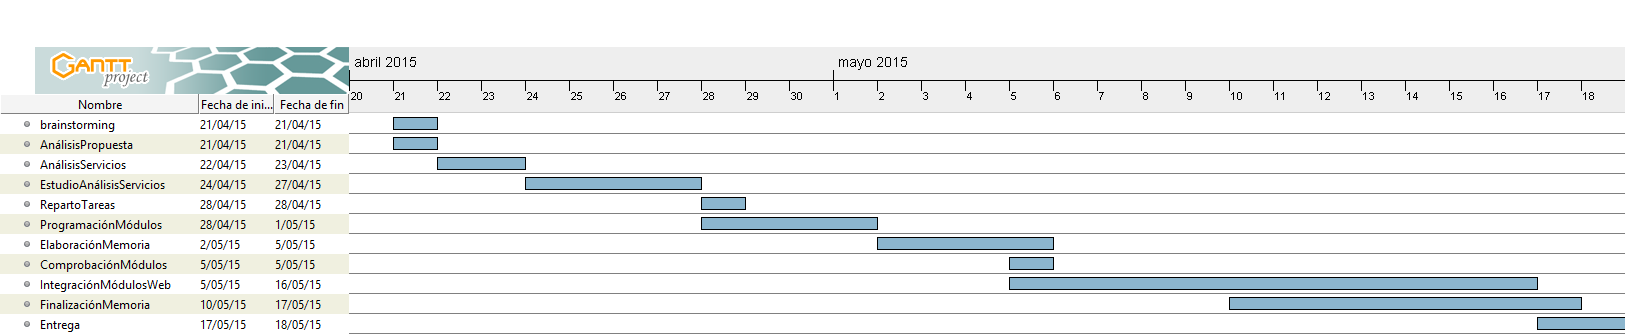 GANTT
project
abril 2015 mayo 2015
20 21 22 23 24 25 26 27 28 29 30 1 2 3 4 5 6 7 8 9 10 11 12 13 14 15 16 17 18
Nombre Fecha de ini... Fecha de fin
brainstorming 21/04/15 21/04/15
AnálisisPropuesta 21/04/15 21/04/15
AnálisisServicios 22/04/15 23/04/15
EstudioAnálisisServicios 24/04/15 27/04/15
RepartoTareas 28/04/15 28/04/15
ProgramaciónMódulos 28/04/15 1/05/15
ElaboraciónMemoria 2/05/15 5/05/15
ComprobaciónMódulos 5/05/15 5/05/15
IntegraciónMódulosWeb 5/05/15 16/05/15
FinalizaciónMemoria 10/05/15 17/05/15
Entrega 17/05/15 18/05/15